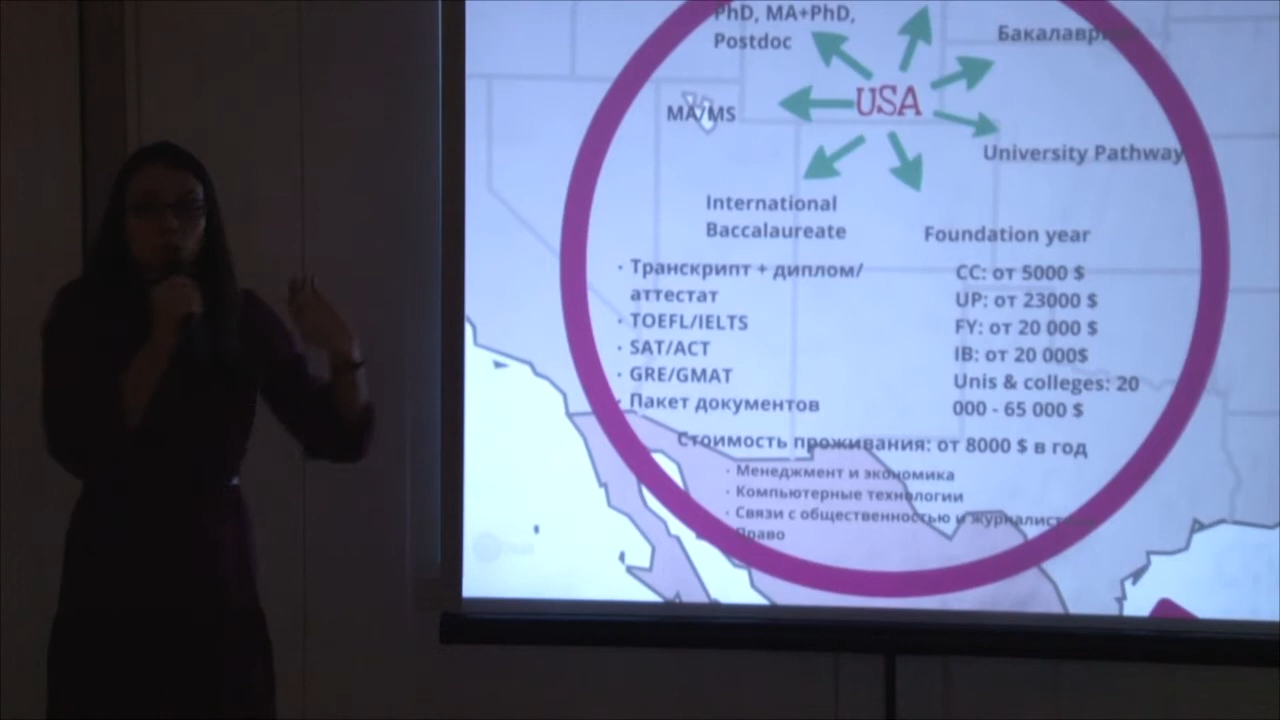 PhD, MA+PhD,
Postdoc
USA
MA/MS
University Pathway
International
Baccalaureate
Foundation year
· Транскрипт + диплом/
аттестат
· TOEFL/IELTS
· SAT/ACT
· GRE/GMAT
· Пакет документов
CC: от 5000 $
UP: от 23000 $
FY: от 20 000 $
IB: от 20 000$
Unis & colleges: 20
000 - 65 000 $
Стоимость проживания: от 8000 $ в год
· Менеджмент и экономика
· Компьютерные технологии
· Связи с общественностью и
Право